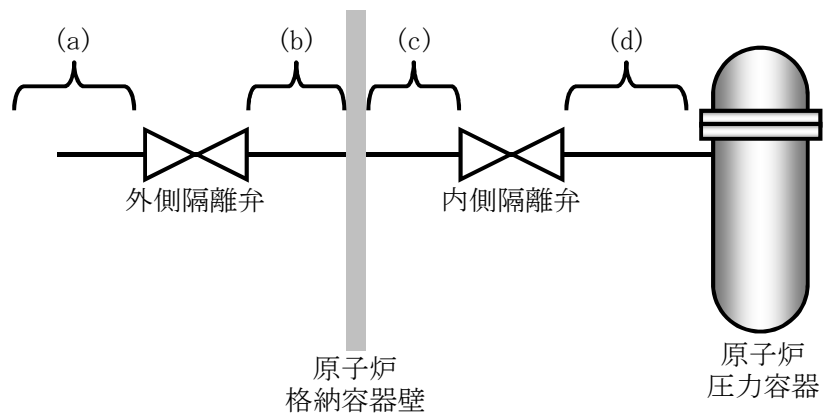 (a)
(b)
(c)
(d)
外側隔離弁
内側隔離弁
原子炉
格納容器壁
原子炉
圧力容器